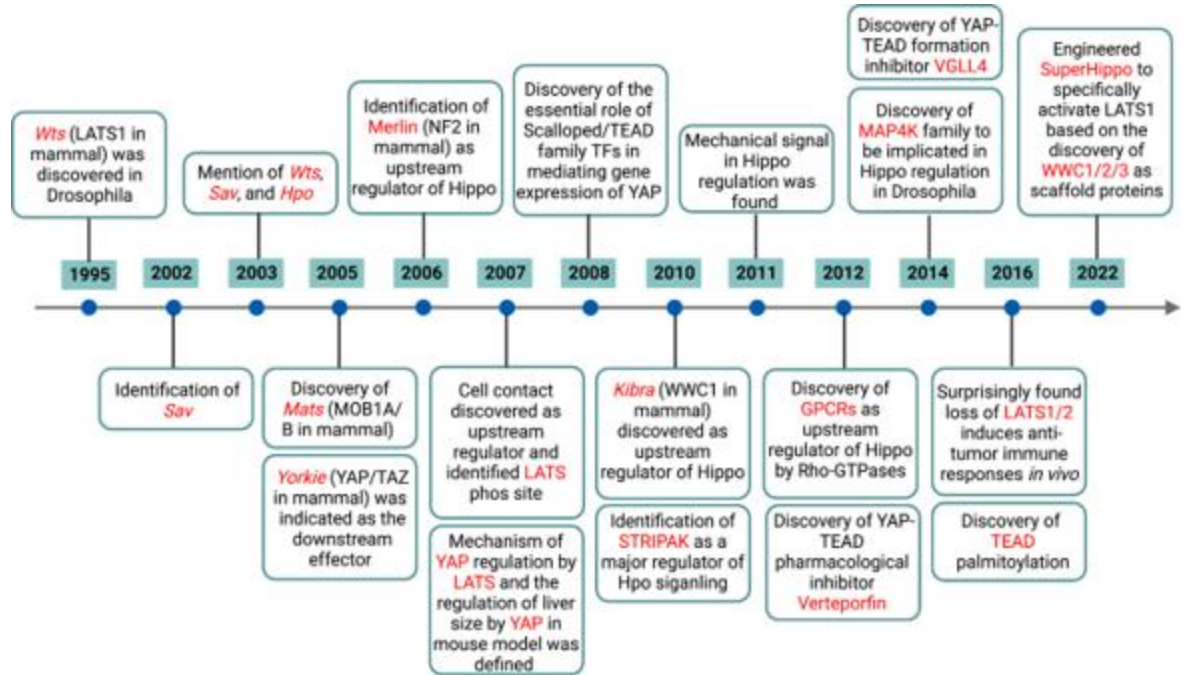 Wts (LATS1 in
mammal) was
discovered in
Drosophila
Mention of Wts,
Sav, and Hpo
Identification of
Merlin (NF2 in
mammal) as
upstream
regulator of Hippo
Discovery of the
essential role of
Scalloped/TEAD
family TFs in
mediating gene
expression of YAP
Mechanical signal
in Hippo
regulation was
found
Discovery of YAP-
TEAD formation
inhibitor VGLL4
Discovery of
MAP4K family to
be implicated in
Hippo regulation
in Drosophila
Engineered
SuperHippo to
specifically
activate LATS1
based on the
discovery of
WWC1/2/3 as
scaffold proteins
1995 2002 2003 2005 2006 2007 2008 2010 2011 2012 2014 2016 2022
Identification of
Sav
Discovery of
Mats (MOB1A/
B in mammal)
Yorkie (YAP/TAZ
in mammal) was
indicated as the
downstream
effector
Cell contact
discovered as
upstream
regulator and
identified LATS
phos site
Mechanism of
YAP regulation by
LATS and the
regulation of liver
size by YAP in
mouse model was
defined
Kibra (WWC1 in
mammal)
discovered as
upstream
regulator of Hippo
Identification of
STRIPAK as a
major regulator of
Hpo siganling
Discovery of
GPCRs as
upstream
regulator of Hippo
by Rho-GTPases
Discovery of YAP-
TEAD
pharmacological
inhibitor
Verteporfin
Surprisingly found
loss of LATS1/2
induces anti-
tumor immune
responses in vivo
Discovery of
TEAD
palmitoylation